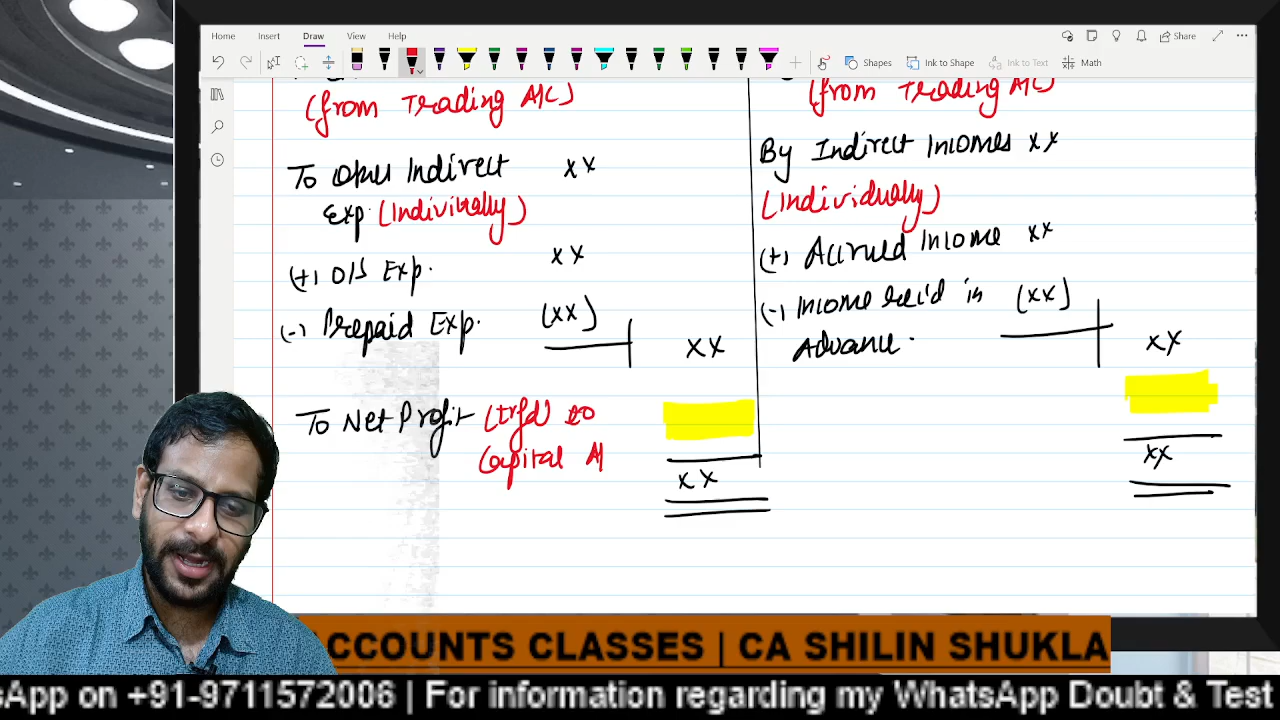 Home Insert Draw View Help
Share
Shapes Ink to Shape Ink to Text Math
(from Trading A/c)
To Other Indirect xx
Exp. (Indivirally)
(+) O/S Exp. xx
(-) Prepaid Exp. (xx)
xx
To Net Profit (trfd) to
Capital A
xx
(from Trading A/c)
By Indirect Incomes xx
(Individually)
(+) Accrued Income xx
(-) Income Rec'd in (xx)
Advance.
xx
xx
CCOUNTS CLASSES | CA SHILIN SHUKLA
sApp on +91-9711572006 | For information regarding my WhatsApp Doubt & Test